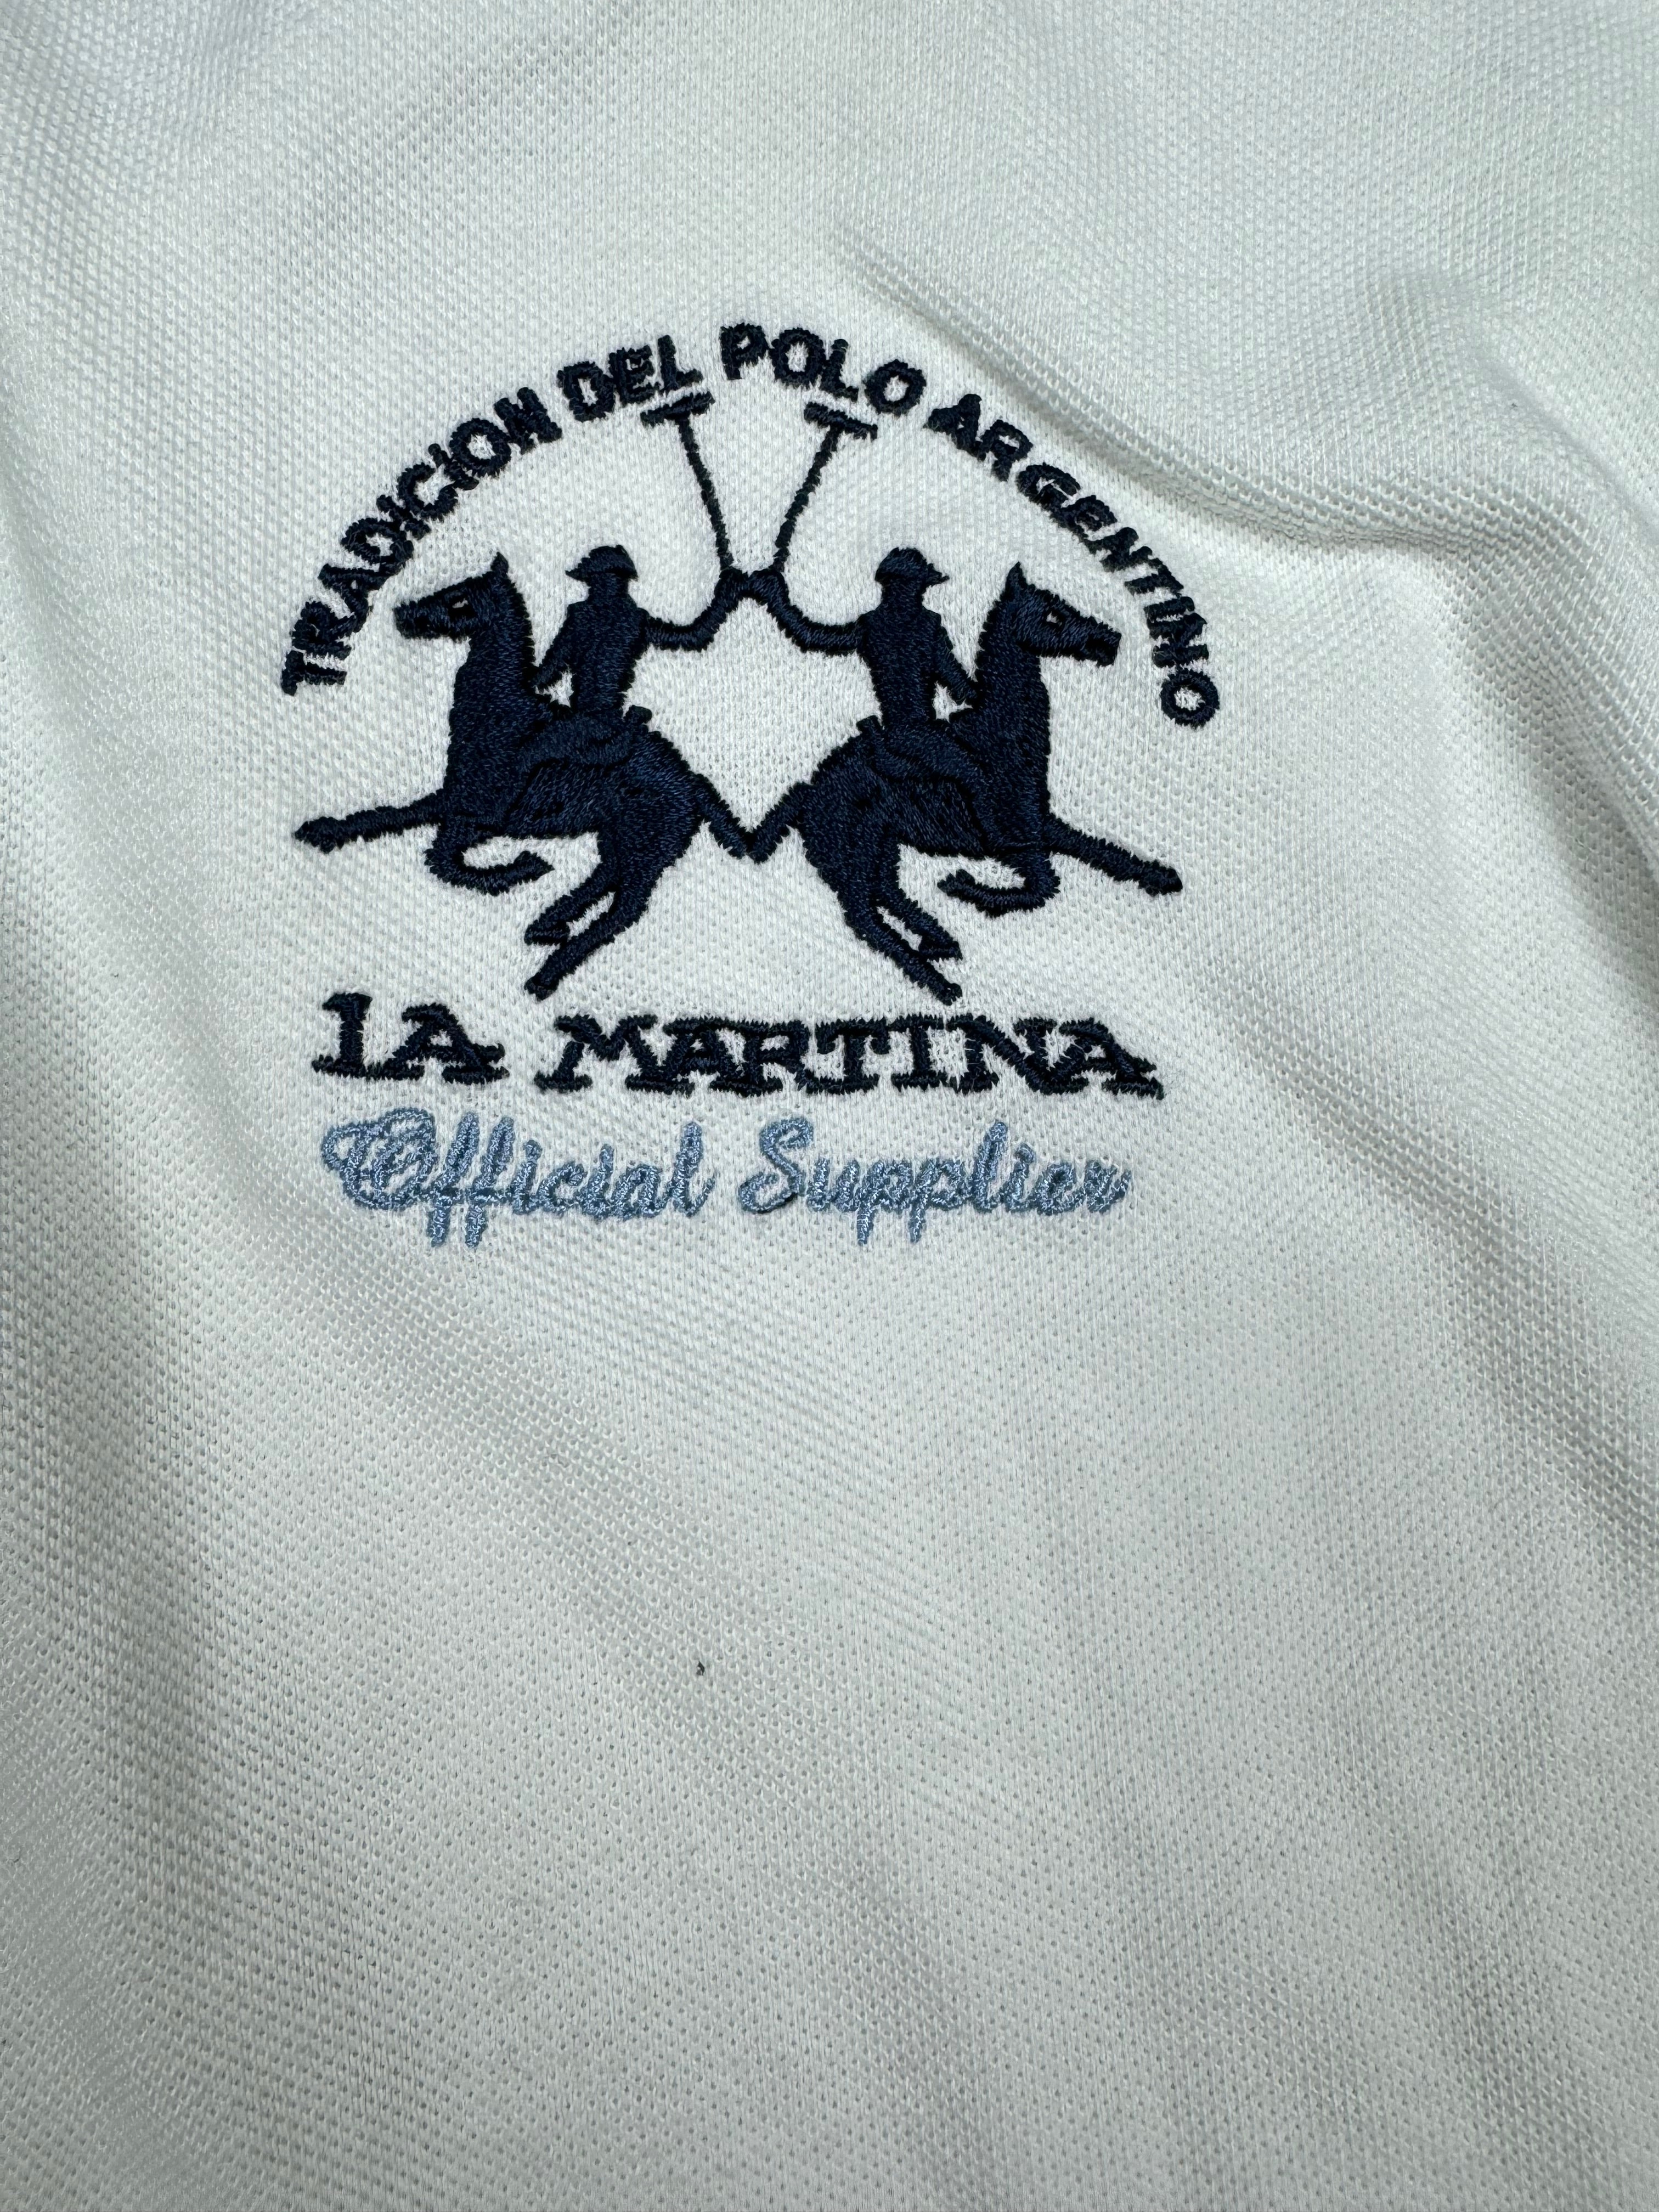 TRADICION DEL POLO ARGENTINO
LA MARTINA
Official Supplier